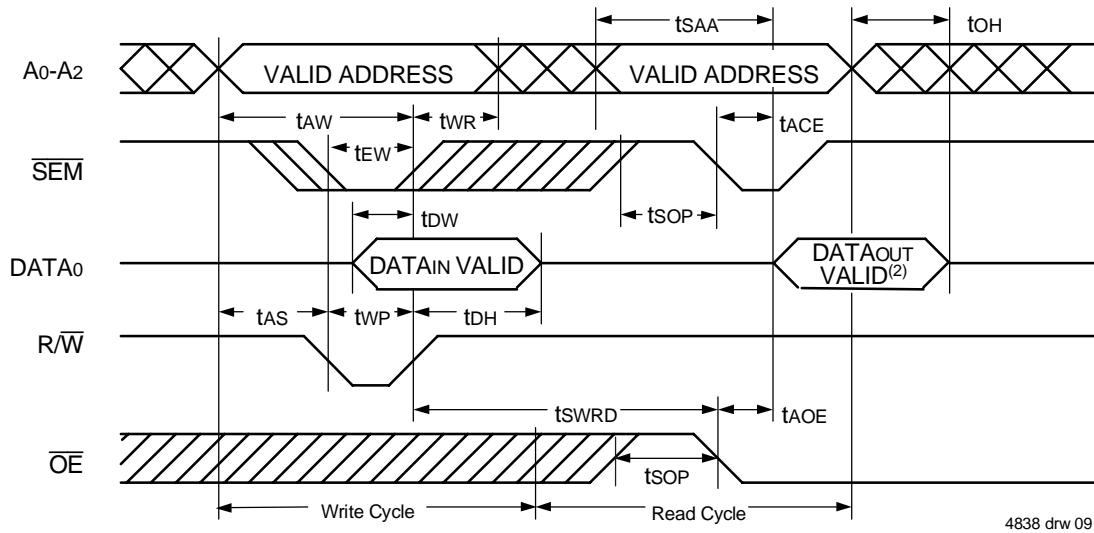 tSAA
tOH
A0-A2
VALID ADDRESS
VALID ADDRESS
tAW
tWR
tACE
tEW
SEM
tSOP
tDW
DATA0
DATAIN VALID
DATAOUT
VALID(2)
tAS
tWP
tDH
R/W
tSWRD
tAOE
OE
tSOP
Write Cycle
Read Cycle
4838 drw 09